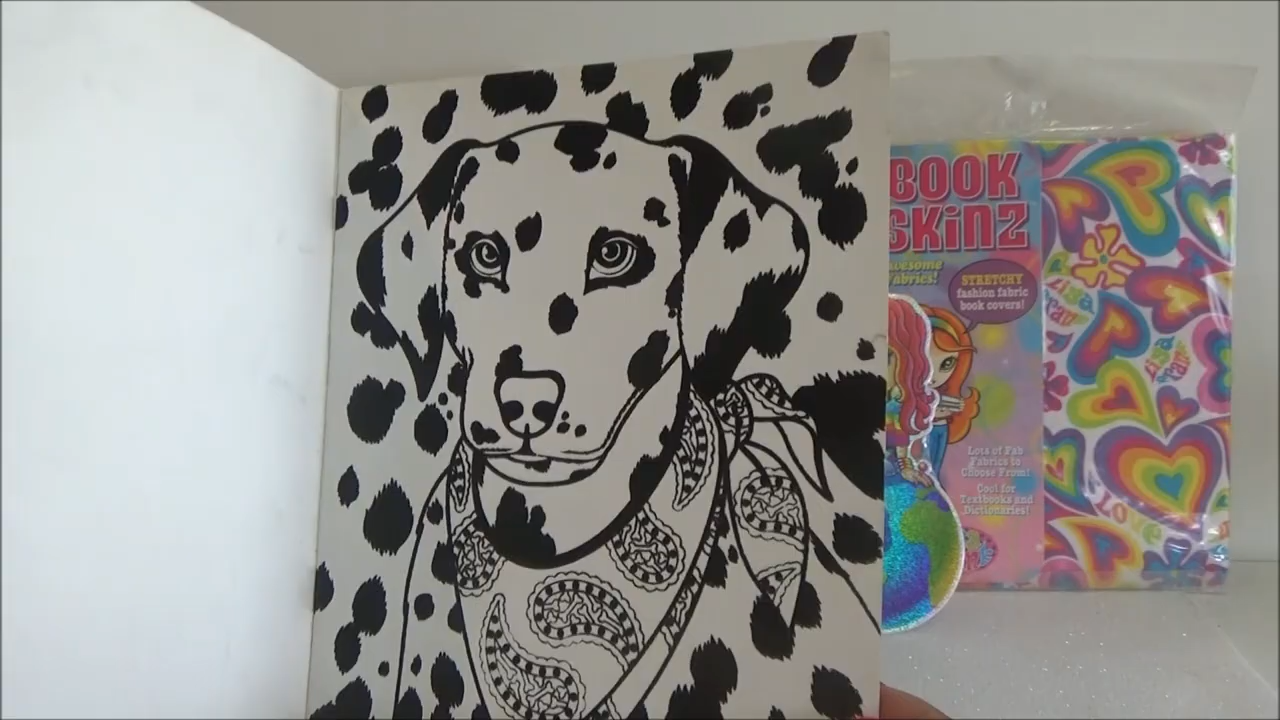 BOOK
SKinZ
awesome
Fabrics!
STRETCHY
fashion fabric
book covers!
Lots of Fab
Fabrics to
Choose From!
Cool for
Textbooks and
Dictionaries!
Lisa
Frank
Lisa
Frank
LOVE